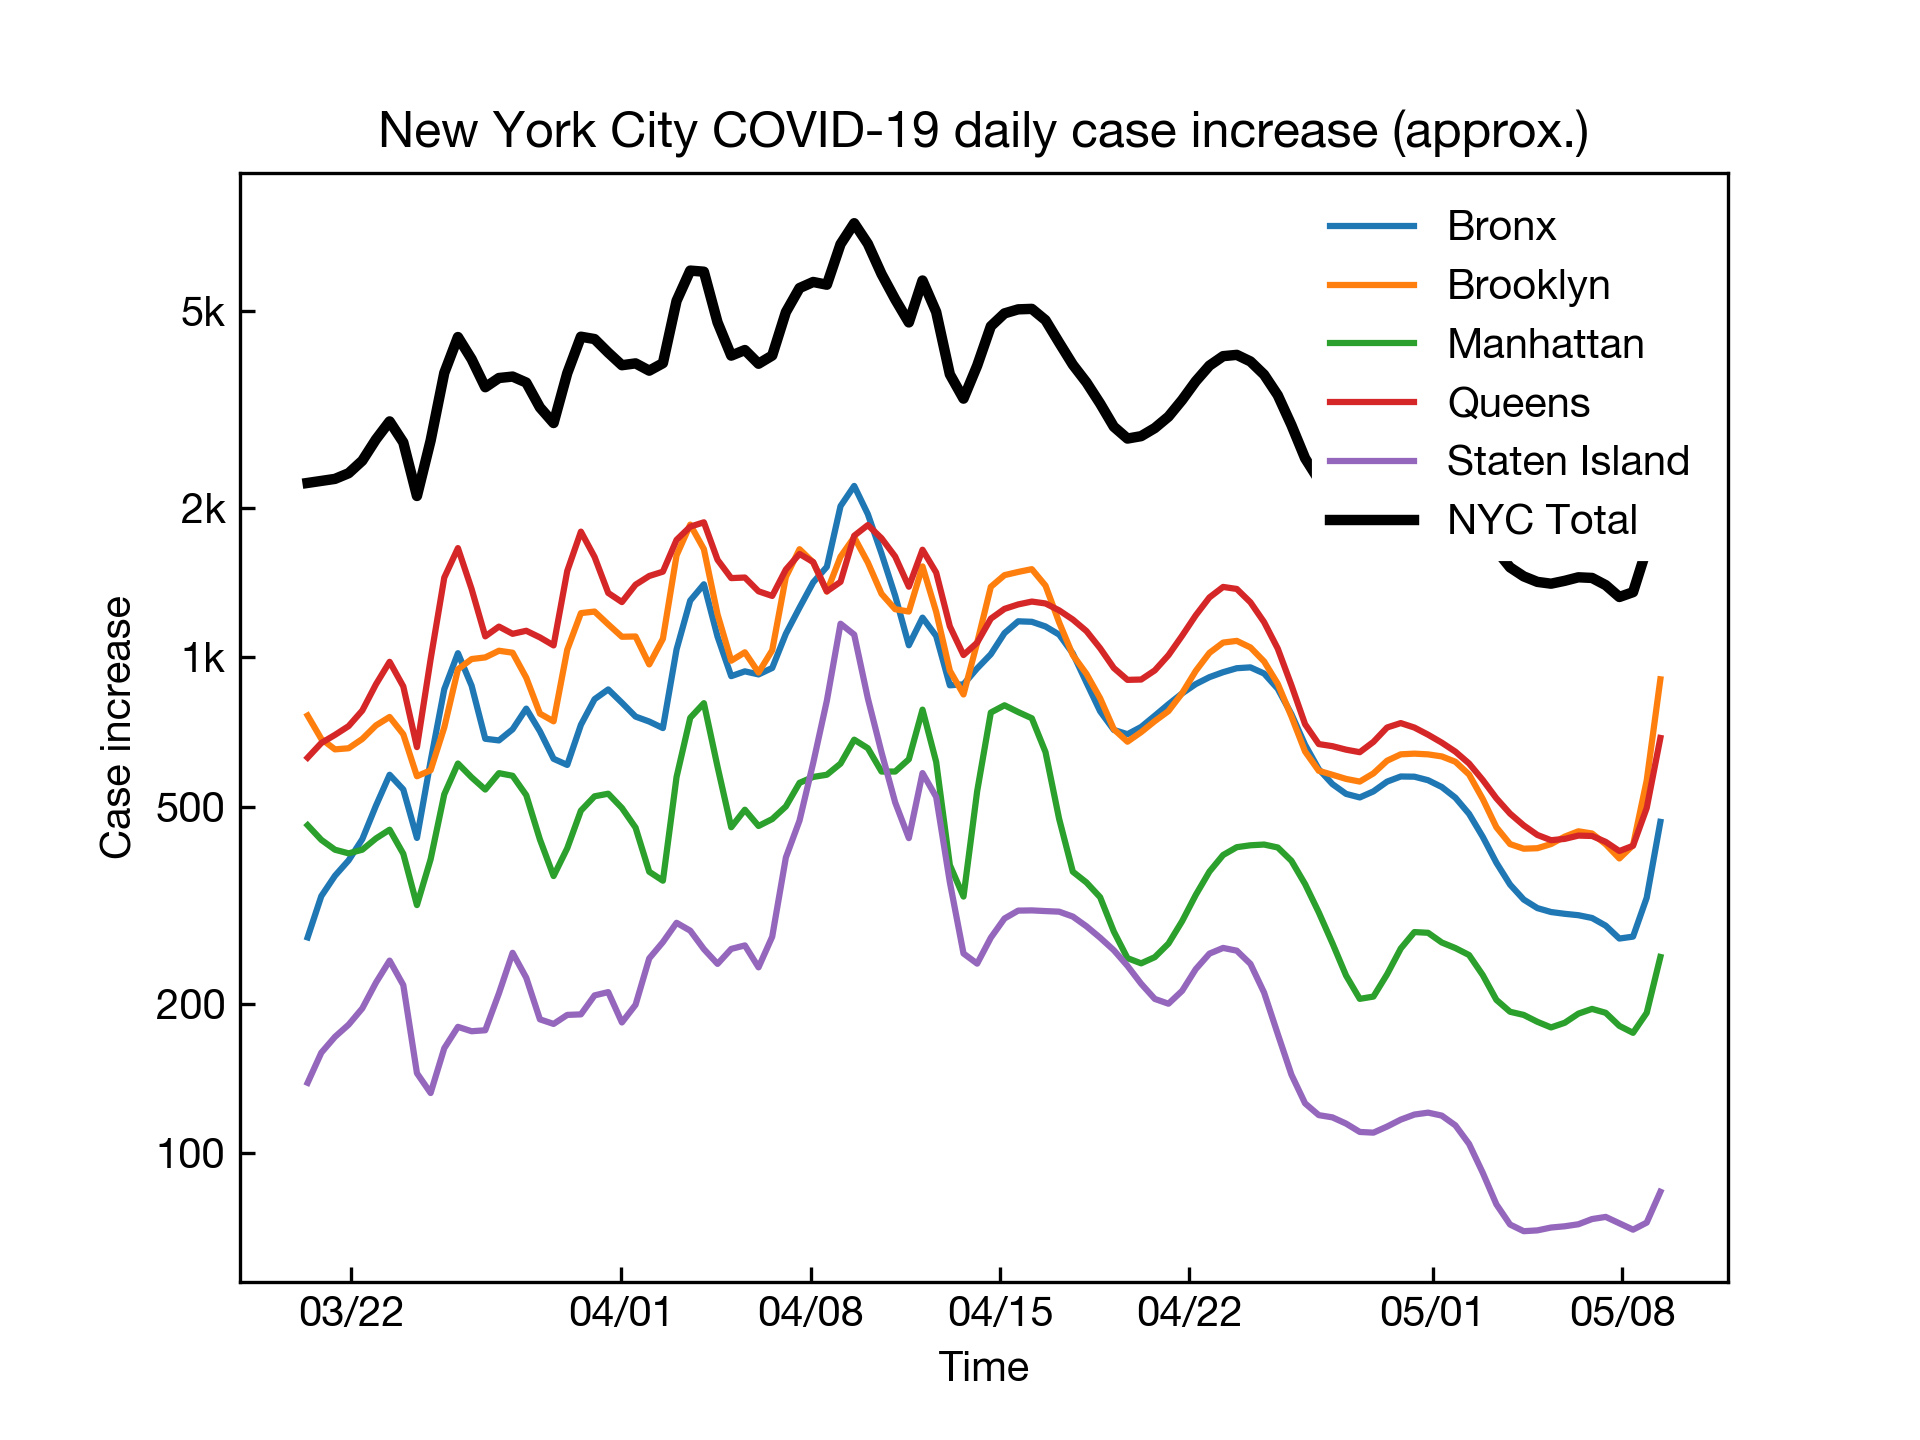 New York City COVID-19 daily case increase (approx.)
Bronx
Brooklyn
Manhattan
Queens
Staten Island
NYC Total
Case increase
5k
2k
1k
500
200
100
03/22 04/01 04/08 04/15 04/22 05/01 05/08
Time